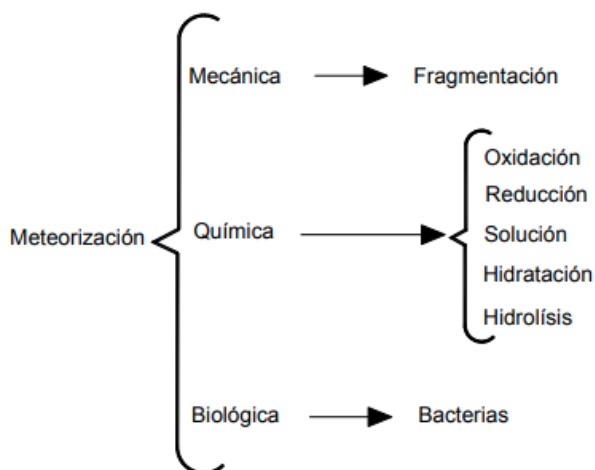 Mecánica
Fragmentación
Oxidación
Reducción
Meteorización
Química
Solución
Hidratación
Hidrolísis
Biológica
Bacterias